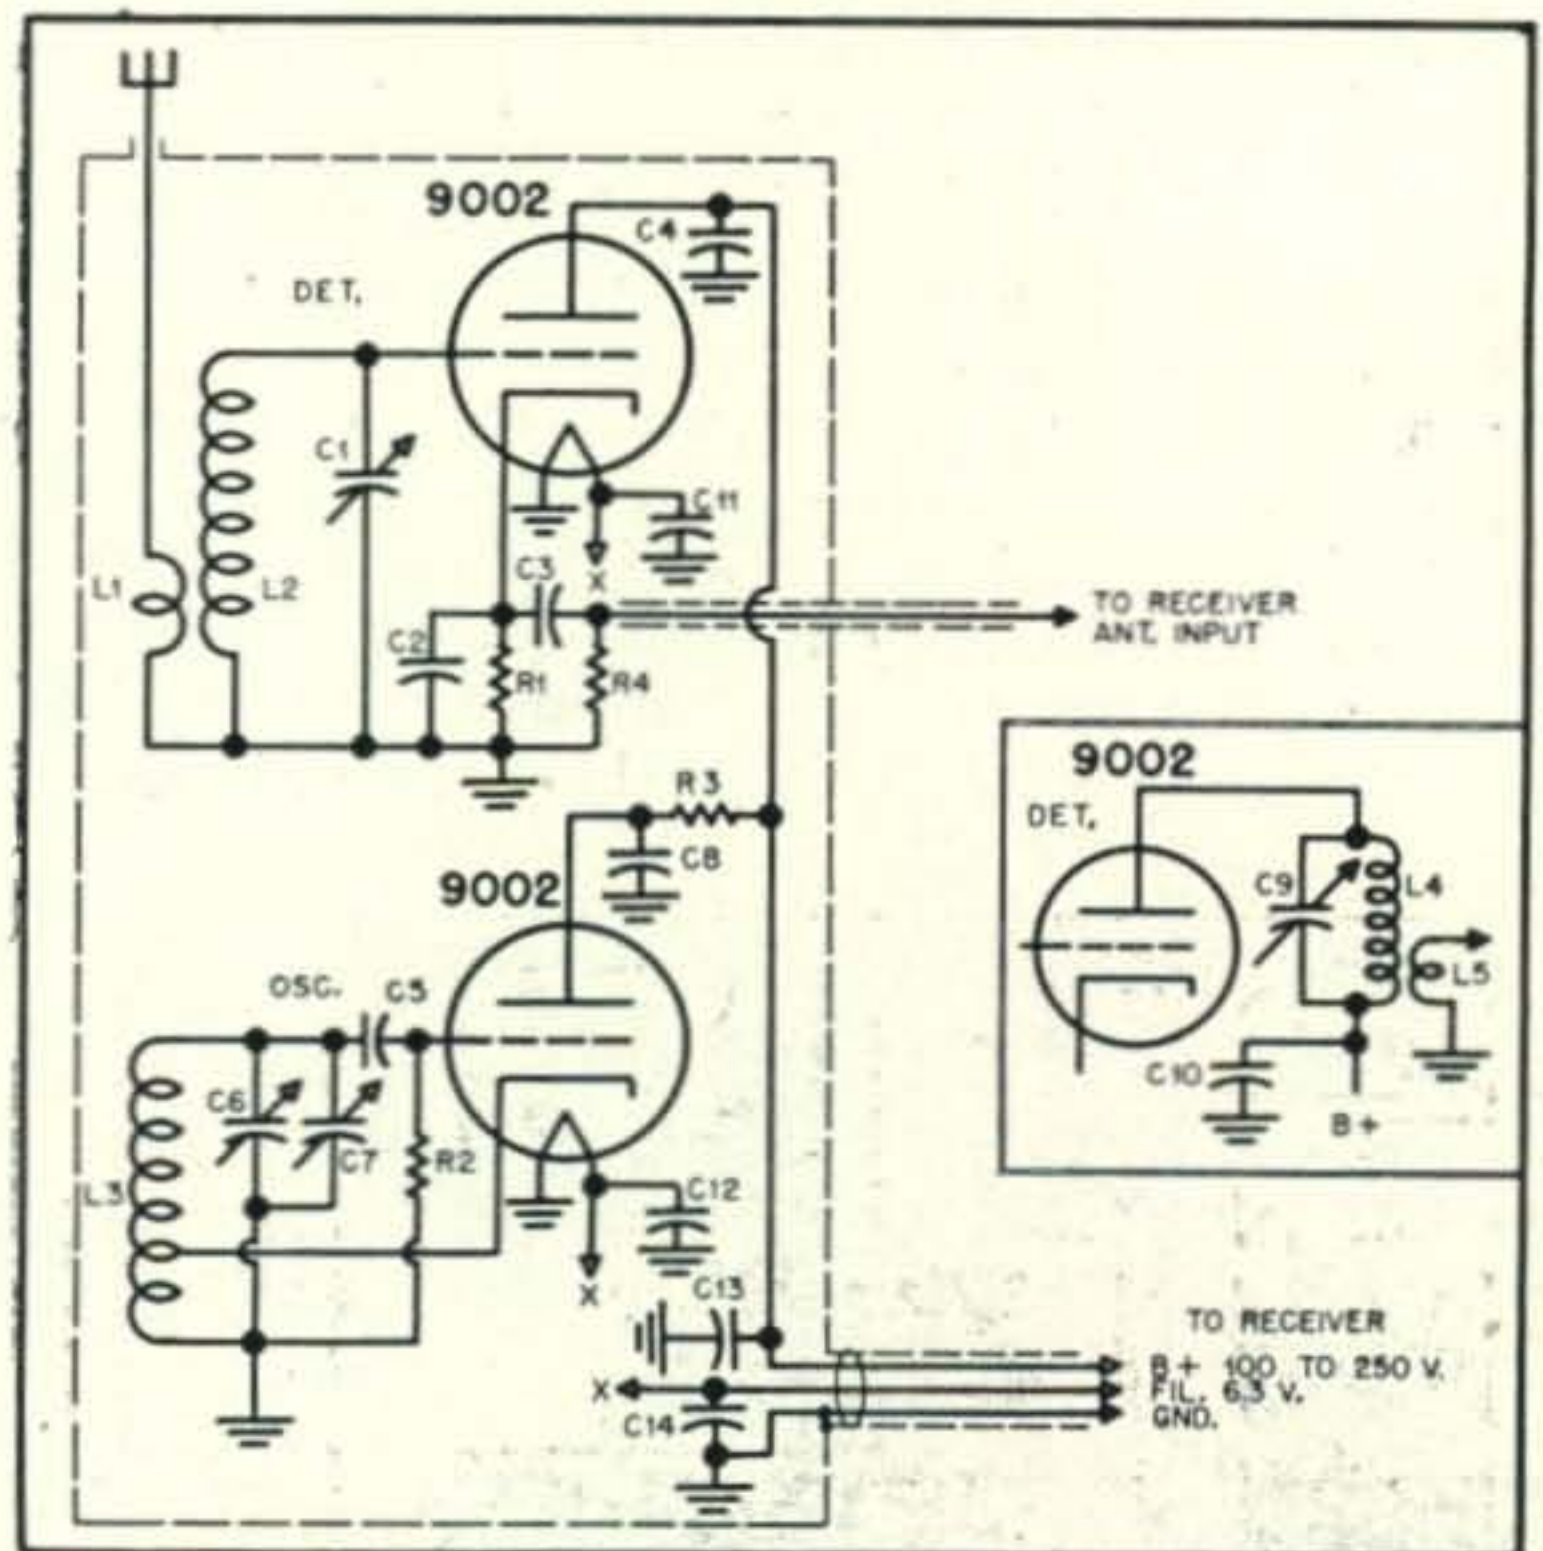 9002
C4
DET.
C1
C11
X
C3
L1
L2
TO RECEIVER
ANT. INPUT
C2
R1
R4
9002
DET.
R3
C8
C9
L4
9002
L5
OSC.
C5
C10
B+
C6
C7
R2
L3
C12
X
C13
TO RECEIVER
B+ 100 TO 250 V.
X
FIL. 6.3 V.
GND.
C14